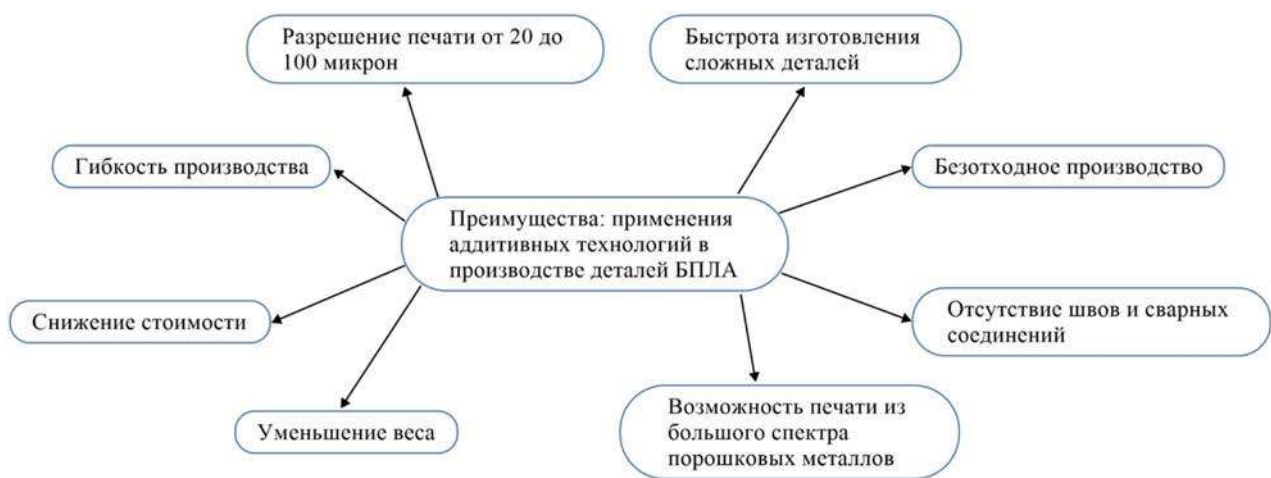 Разрешение печати от 20 до
100 микрон
Быстрота изготовления
сложных деталей
Гибкость производства
Безотходное производство
Преимущества: применения
аддитивных технологий в
производстве деталей БПЛА
Снижение стоимости
Отсутствие швов и сварных
соединений
Уменьшение веса
Возможность печати из
большого спектра
порошковых металлов